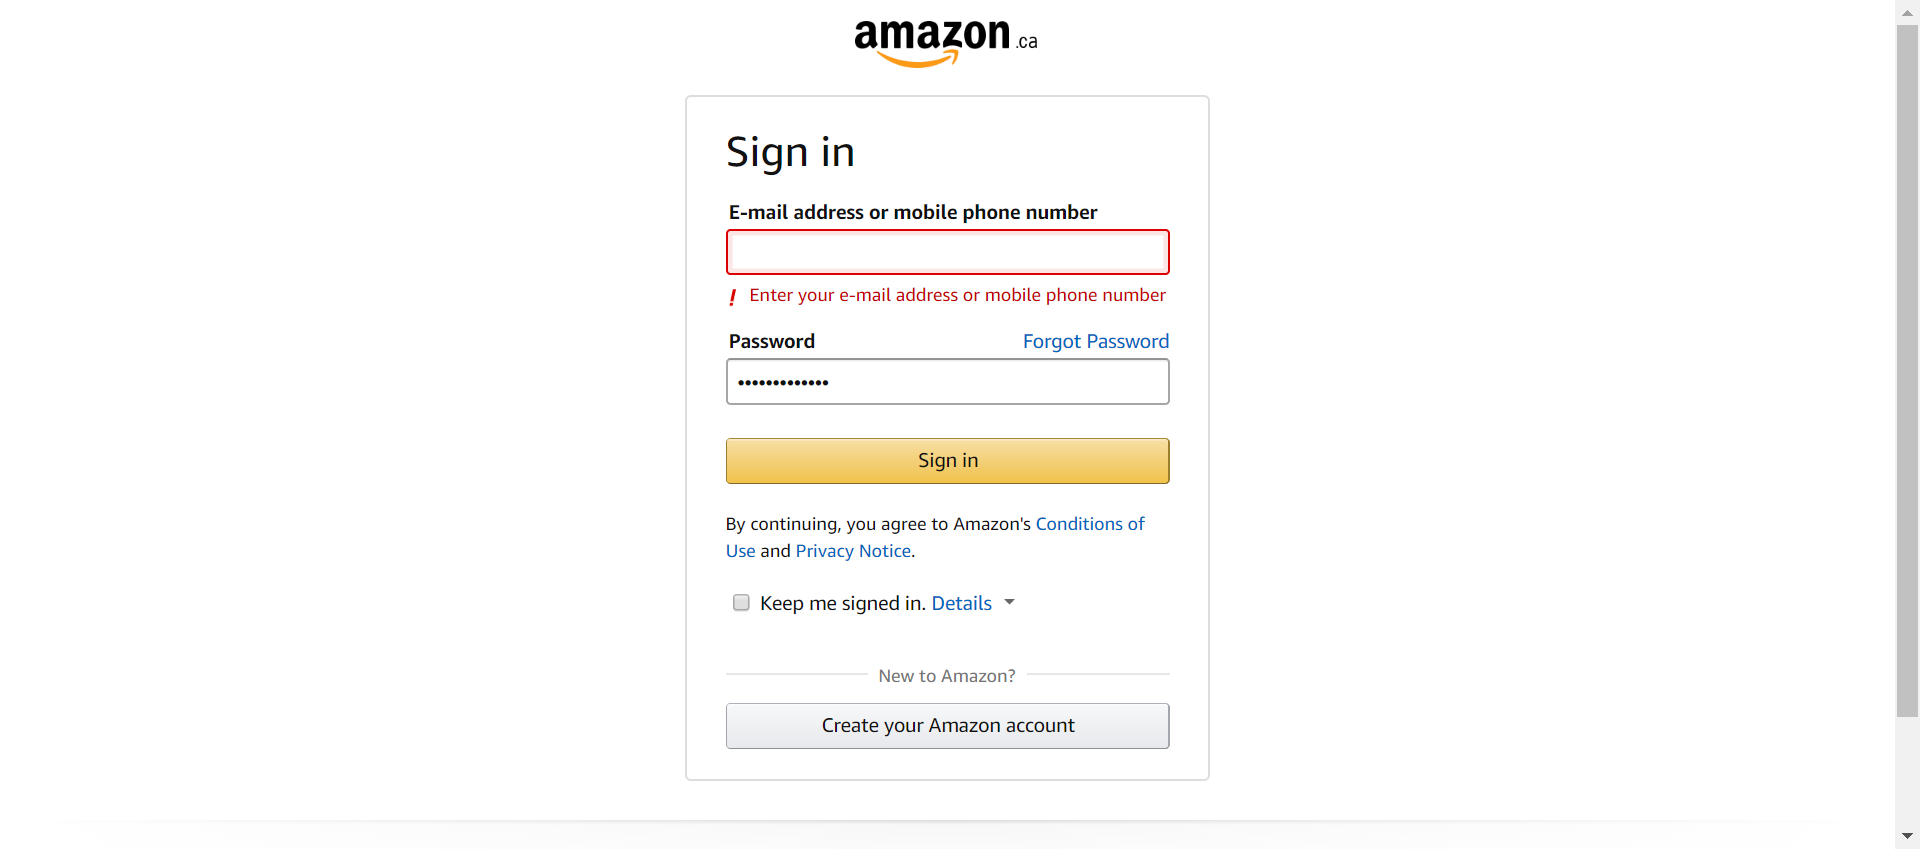 amazon.ca
Sign in
E-mail address or mobile phone number
! Enter your e-mail address or mobile phone number
Password Forgot Password
•••••••••••••
Sign in
By continuing, you agree to Amazon's Conditions of
Use and Privacy Notice.
Keep me signed in. Details
New to Amazon?
Create your Amazon account